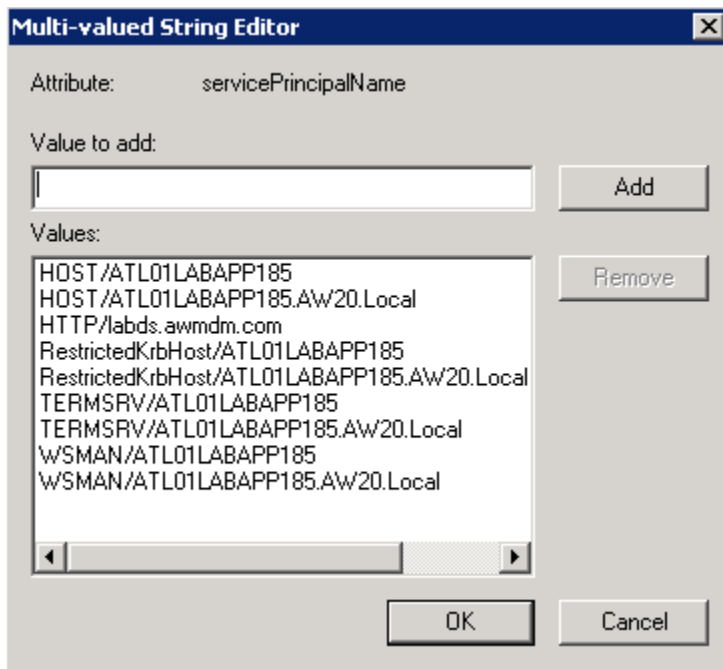 Multi-valued String Editor
Attribute: servicePrincipalName
Value to add:
Add
Values:
Remove
HOST/ATL01LABAPP185
HOST/ATL01LABAPP185.AW20.Local
HTTP/labds.awmdm.com
RestrictedKrbHost/ATL01LABAPP185
RestrictedKrbHost/ATL01LABAPP185.AW20.Local
TERMSRV/ATL01LABAPP185
TERMSRV/ATL01LABAPP185.AW20.Local
WSMAN/ATL01LABAPP185
WSMAN/ATL01LABAPP185.AW20.Local
OK Cancel